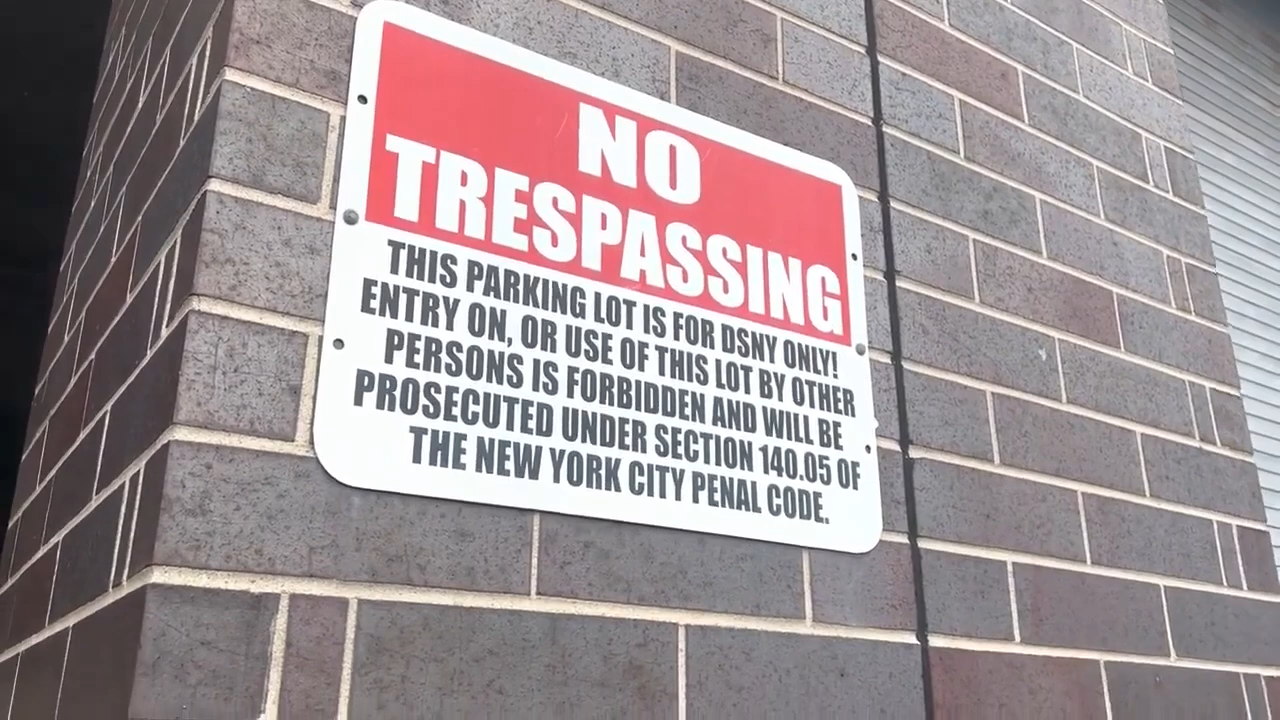 NO
TRESPASSING
THIS PARKING LOT IS FOR DSNY ONLY!
ENTRY ON, OR USE OF THIS LOT BY OTHER
PERSONS IS FORBIDDEN AND WILL BE
PROSECUTED UNDER SECTION 140.05 OF
THE NEW YORK CITY PENAL CODE.